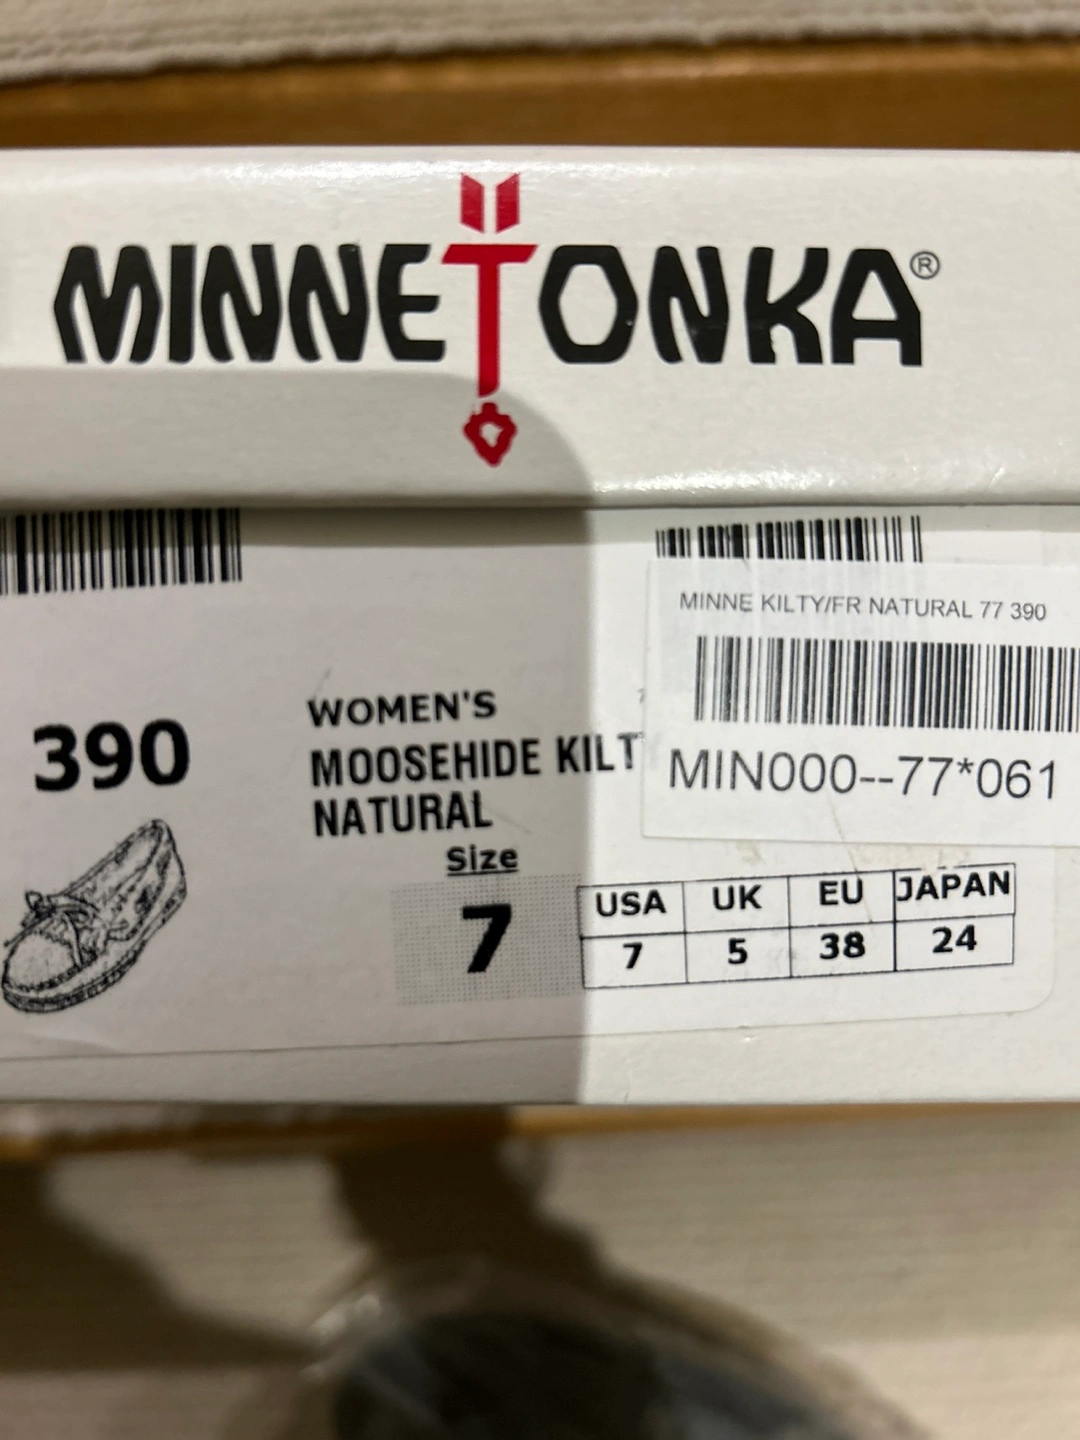 MINNETONKA®
MINNE KILTY/FR NATURAL 77 390
MIN000--77*061
390
WOMEN'S
MOOSEHIDE KILT
NATURAL
Size
7
USA UK EU JAPAN
7 5 38 24